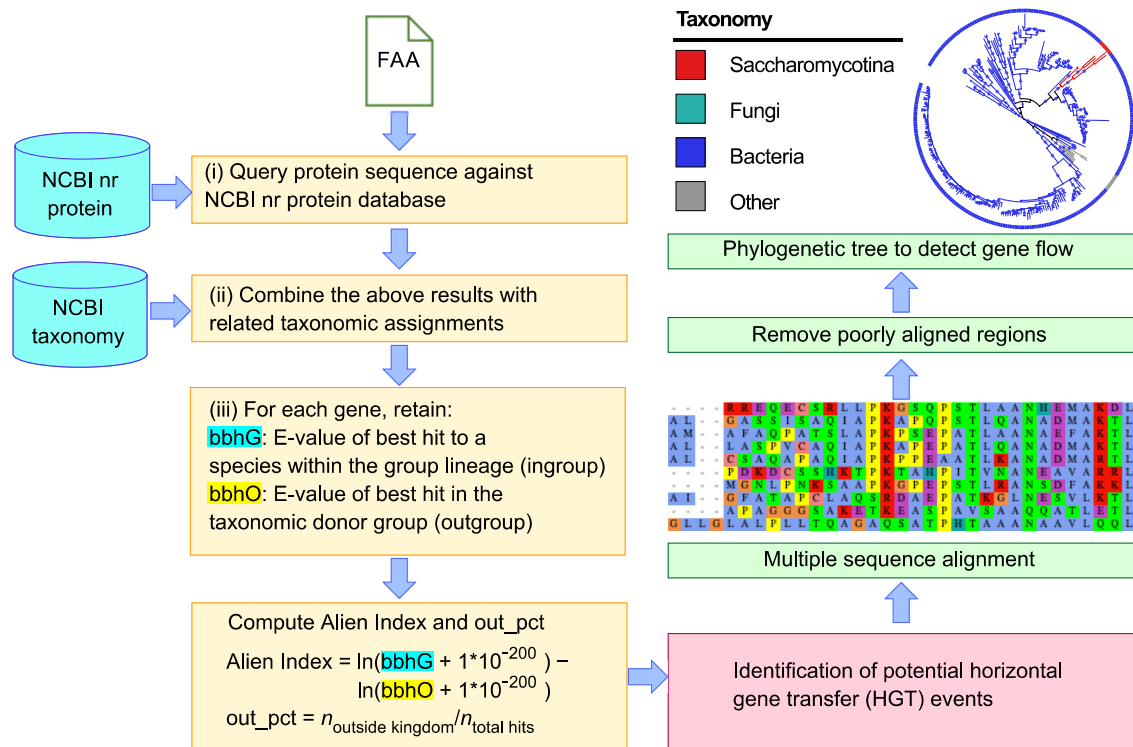 FAA
NCBI nr
protein
(i) Query protein sequence against
NCBI nr protein database
NCBI
taxonomy
(ii) Combine the above results with
related taxonomic assignments
(iii) For each gene, retain:
bbhG: E-value of best hit to a
species within the group lineage (ingroup)
bbhO: E-value of best hit in the
taxonomic donor group (outgroup)
Compute Alien Index and out_pct
Alien Index = ln(bbhG + 1*10^-200 ) –
ln(bbhO + 1*10^-200 )
out_pct = n_outside kingdom/n_total hits
Identification of potential horizontal
gene transfer (HGT) events
Multiple sequence alignment
- - - - R R E Q E C S R L L P K G S Q P S T L A A N H E M A K D L
A L - - G A S S I S A Q I A P K A P Q P S T L Q A N A D M A K T L
A M - - A F A Q P A T S L A P K P S E P A T L A A N A E F A K T L
A L - - L A S P V C A Q I A P K A P E P A T L Q A N A D M A K T L
A L - - C S A Q A P A Q I A P K P P E A A T L K A N A D M A R T L
- - - - P D K D C S S H K T P K T A H P I T V N A N E A V A R R L
- - - - M G N L P N K S A A P K G P E P S T L R A N S D F A K K L
A I - - G F A T A P C L A Q S R D A E P A T K G L N E S V L K T L
- - - - A P A G G G S A K E T K E A S P A V S A A Q Q A T L E T L
G L L G L A L P L L T Q A G A Q S A T P H T A A A N A A V L Q Q L
Remove poorly aligned regions
Phylogenetic tree to detect gene flow
Taxonomy
Saccharomycotina
Fungi
Bacteria
Other